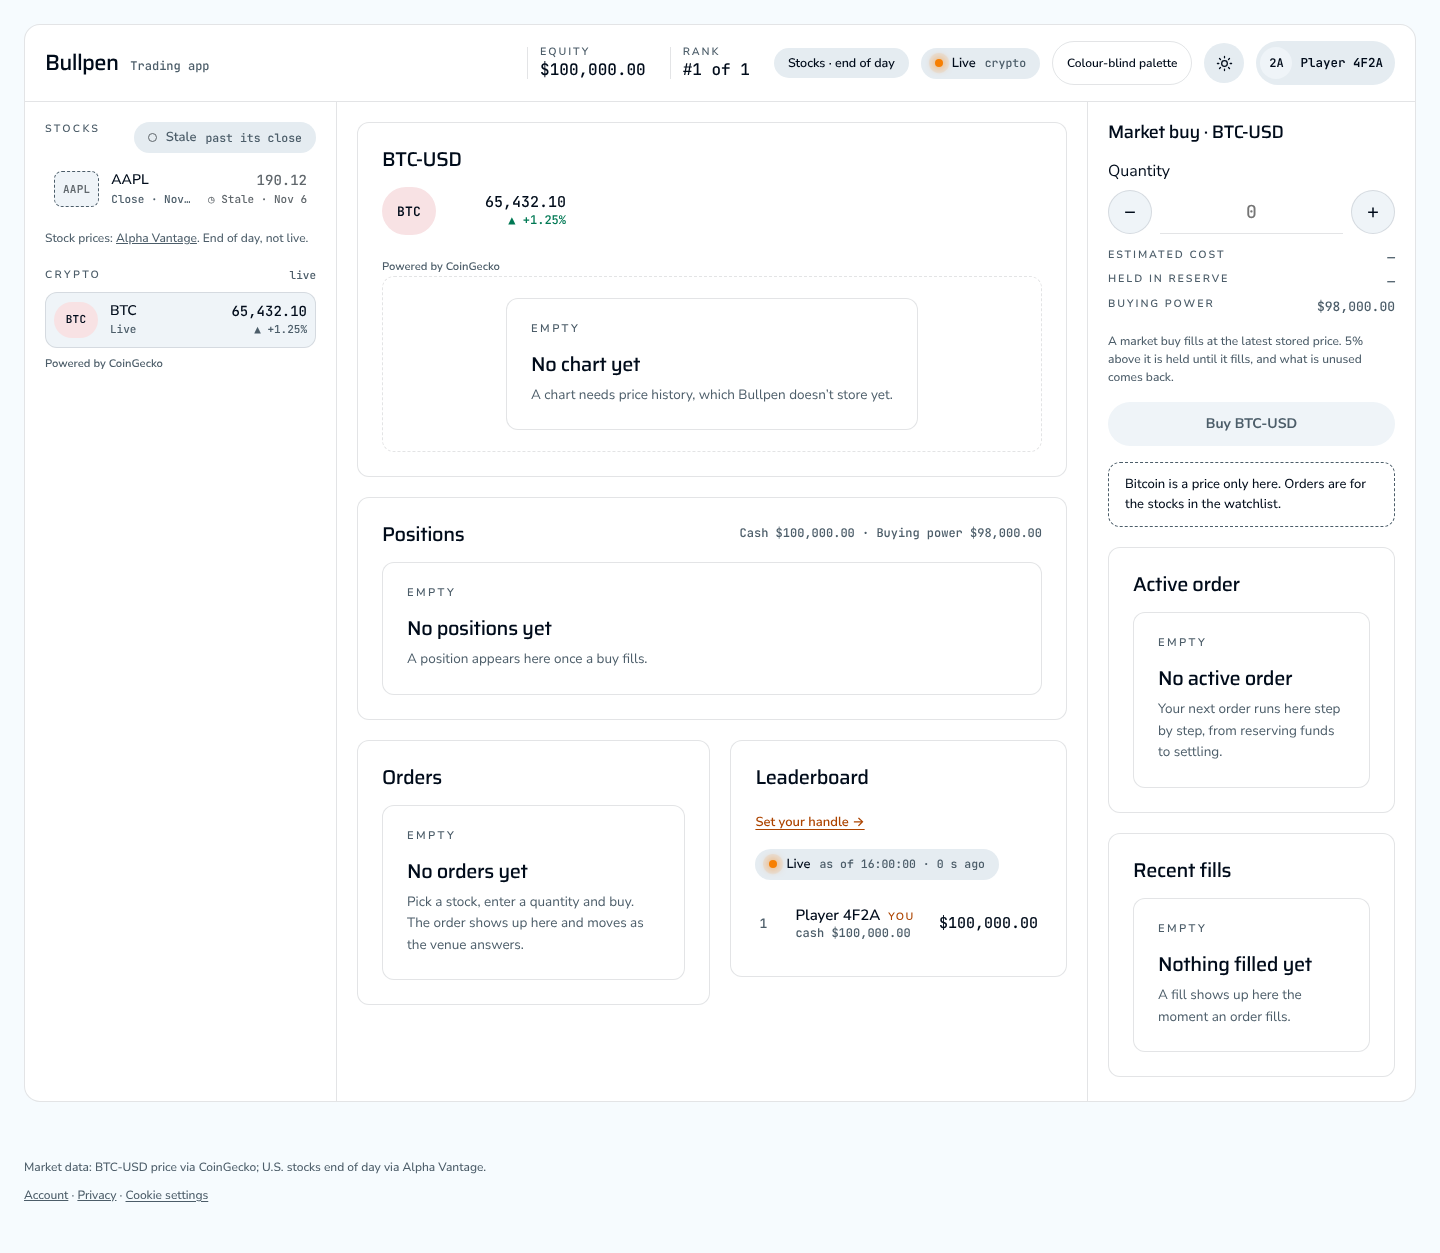 Bullpen Trading app
EQUITY
$100,000.00
RANK
#1 of 1
Stocks · end of day
Live crypto
Colour-blind palette
2A Player 4F2A
STOCKS
Stale past its close
AAPL
AAPL
190.12
Close · Nov…
◷ Stale · Nov 6
Stock prices: Alpha Vantage. End of day, not live.
CRYPTO
live
BTC
BTC
65,432.10
Live
▲ +1.25%
Powered by CoinGecko
BTC-USD
BTC
65,432.10
▲ +1.25%
Powered by CoinGecko
EMPTY
No chart yet
A chart needs price history, which Bullpen doesn’t store yet.
Positions
Cash $100,000.00 · Buying power $98,000.00
EMPTY
No positions yet
A position appears here once a buy fills.
Orders
EMPTY
No orders yet
Pick a stock, enter a quantity and buy.
The order shows up here and moves as
the venue answers.
Leaderboard
Set your handle →
Live as of 16:00:00 · 0 s ago
1
Player 4F2A YOU
cash $100,000.00
$100,000.00
Market buy · BTC-USD
Quantity
− 0 +
ESTIMATED COST –
HELD IN RESERVE –
BUYING POWER $98,000.00
A market buy fills at the latest stored price. 5%
above it is held until it fills, and what is unused
comes back.
Buy BTC-USD
Bitcoin is a price only here. Orders are for
the stocks in the watchlist.
Active order
EMPTY
No active order
Your next order runs here step
by step, from reserving funds
to settling.
Recent fills
EMPTY
Nothing filled yet
A fill shows up here the
moment an order fills.
Market data: BTC-USD price via CoinGecko; U.S. stocks end of day via Alpha Vantage.
Account · Privacy · Cookie settings